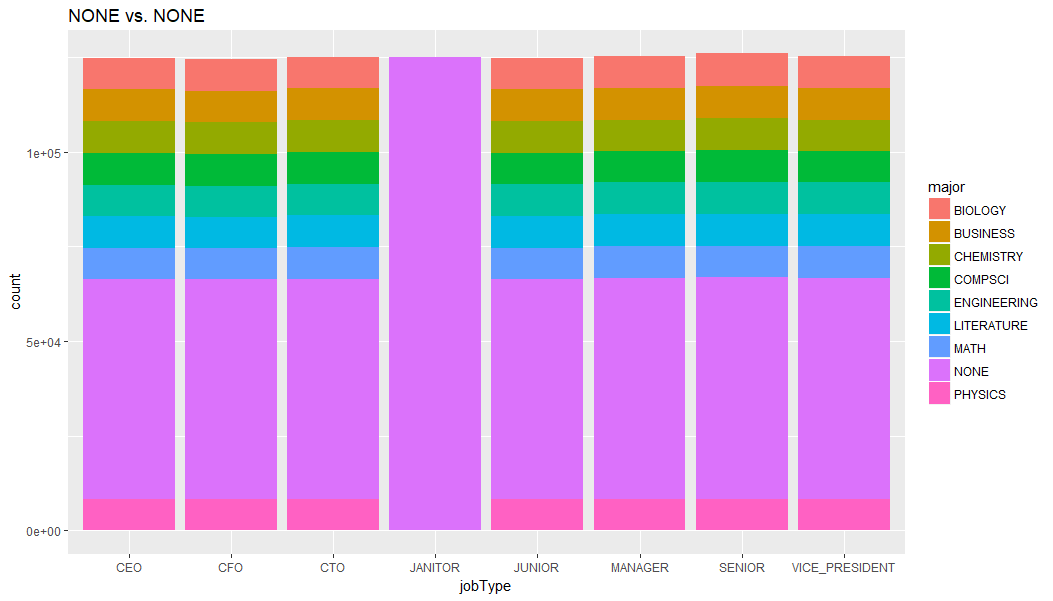 NONE vs. NONE
count
1e+05
5e+04
0e+00
CEO
CFO
CTO
JANITOR
JUNIOR
MANAGER
SENIOR
VICE_PRESIDENT
jobType
major
BIOLOGY
BUSINESS
CHEMISTRY
COMPSCI
ENGINEERING
LITERATURE
MATH
NONE
PHYSICS